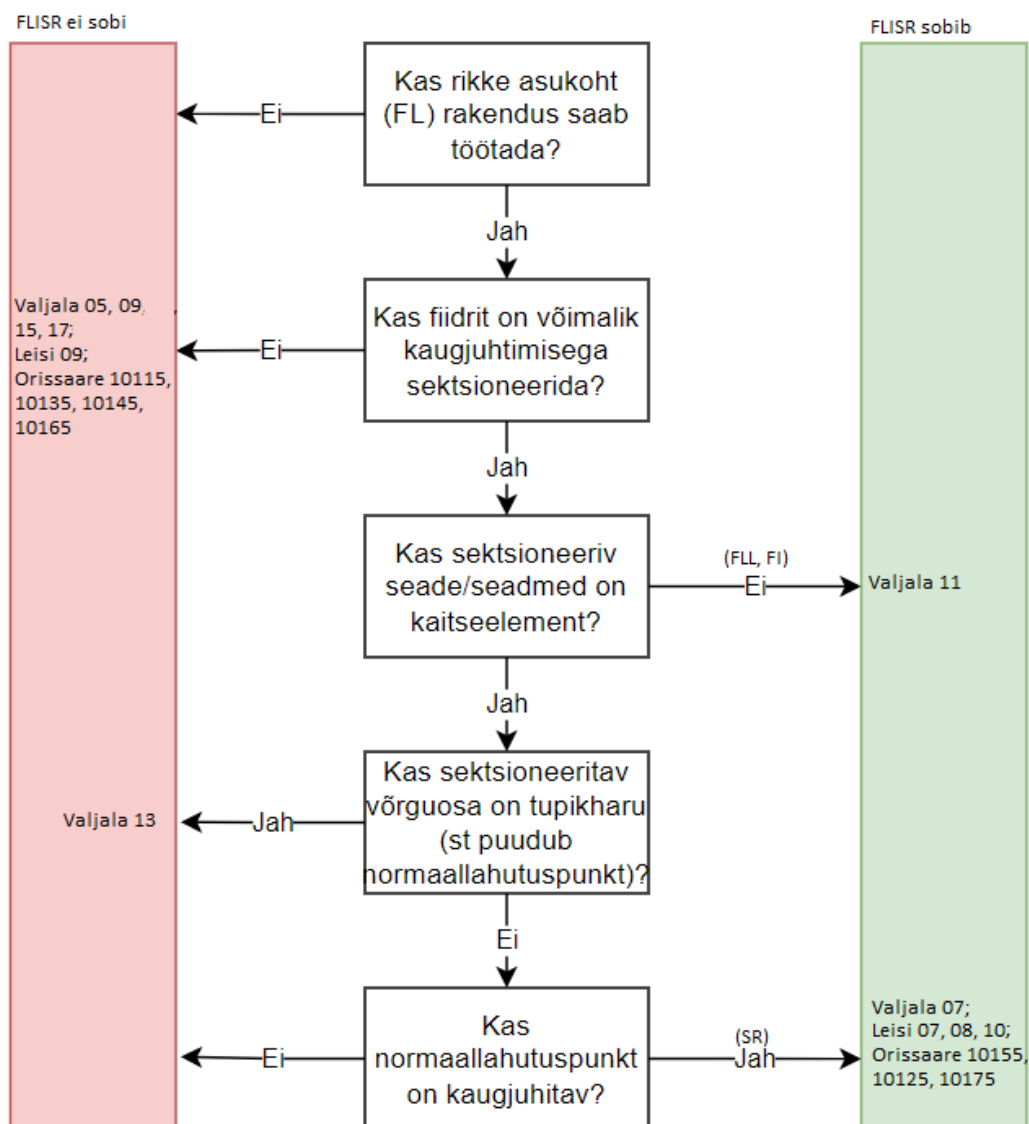 FLISR ei sobi
FLISR sobib
Kas rikke asukoht
(FL) rakendus saab
töötada?
Ei
Jah
Valjala 05, 09, ,
15, 17;
Leisi 09;
Orissaare 10115,
10135, 10145,
10165
Kas fiidrit on võimalik
kaugjuhtimisega
sektsioneerida?
Ei
Jah
Kas sektsioneeriv
seade/seadmed on
kaitseelement?
(FLL, FI)
Ei
Valjala 11
Jah
Kas sektsioneeritav
võrguosa on tupikharu
(st puudub
normaallahutuspunkt)?
Jah
Valjala 13
Ei
Kas
normaallahutuspunkt
on kaugjuhitav?
Ei
(SR)
Jah
Valjala 07;
Leisi 07, 08, 10;
Orissaare 10155,
10125, 10175